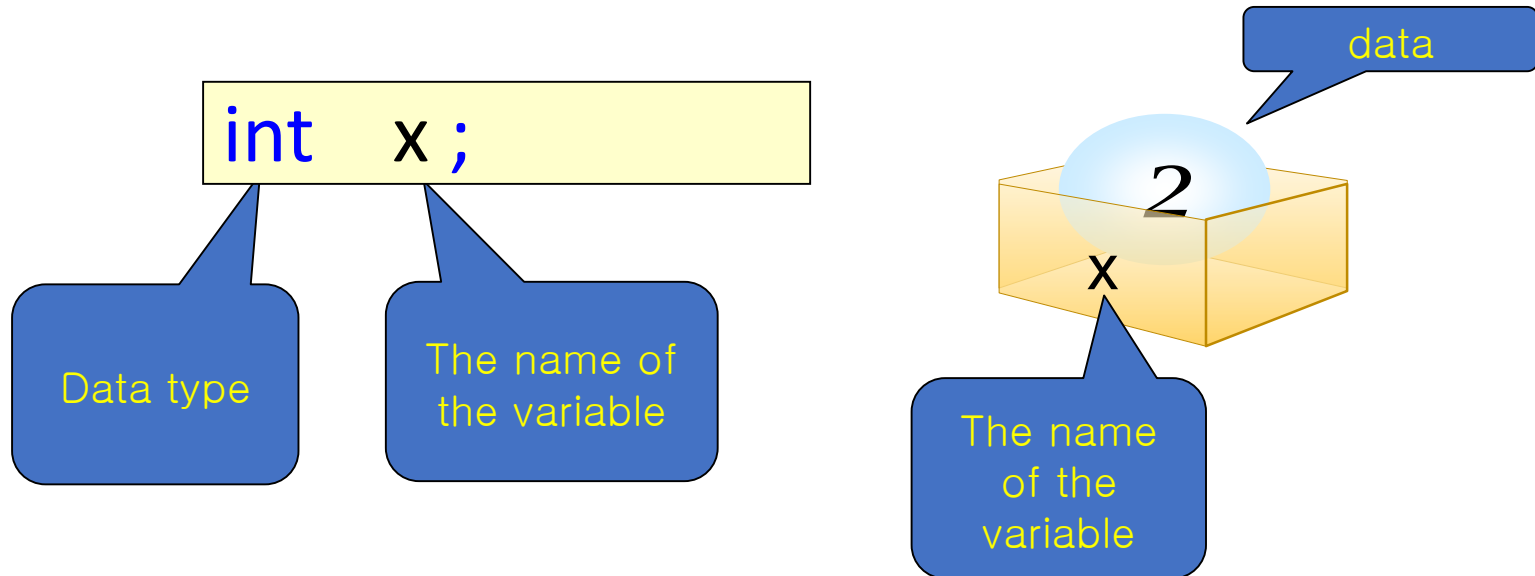 int x ;
Data type
The name of
the variable
data
2
x
The name
of the
variable